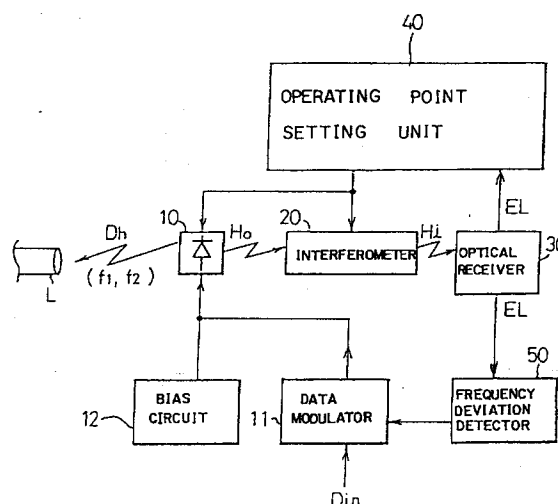 40
OPERATING POINT
SETTING UNIT
10
20
Dh
Ho
Hi
EL
INTERFEROMETER
OPTICAL
RECEIVER
30
(f1, f2)
L
EL
50
12
BIAS
CIRCUIT
11
DATA
MODULATOR
FREQUENCY
DEVIATION
DETECTOR
Din